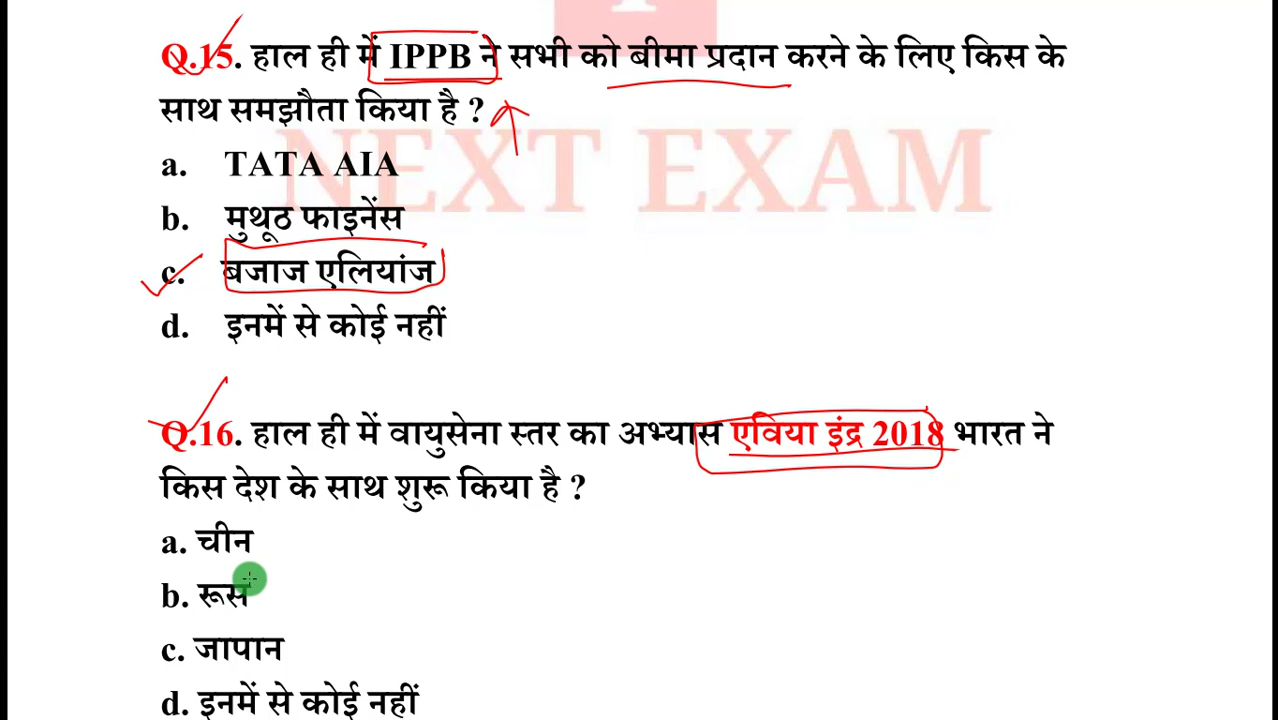 Q.15. हाल ही में IPPB ने सभी को बीमा प्रदान करने के लिए किस के
साथ समझौता किया है ?
NEXT EXAM
a. TATA AIA
b. मुथूठ फाइनेंस
c. बजाज एलियांज
d. इनमें से कोई नहीं
Q.16. हाल ही में वायुसेना स्तर का अभ्यास एविया इंद्र 2018 भारत ने
किस देश के साथ शुरू किया है ?
a. चीन
b. रूस
c. जापान
d. इनमें से कोई नहीं